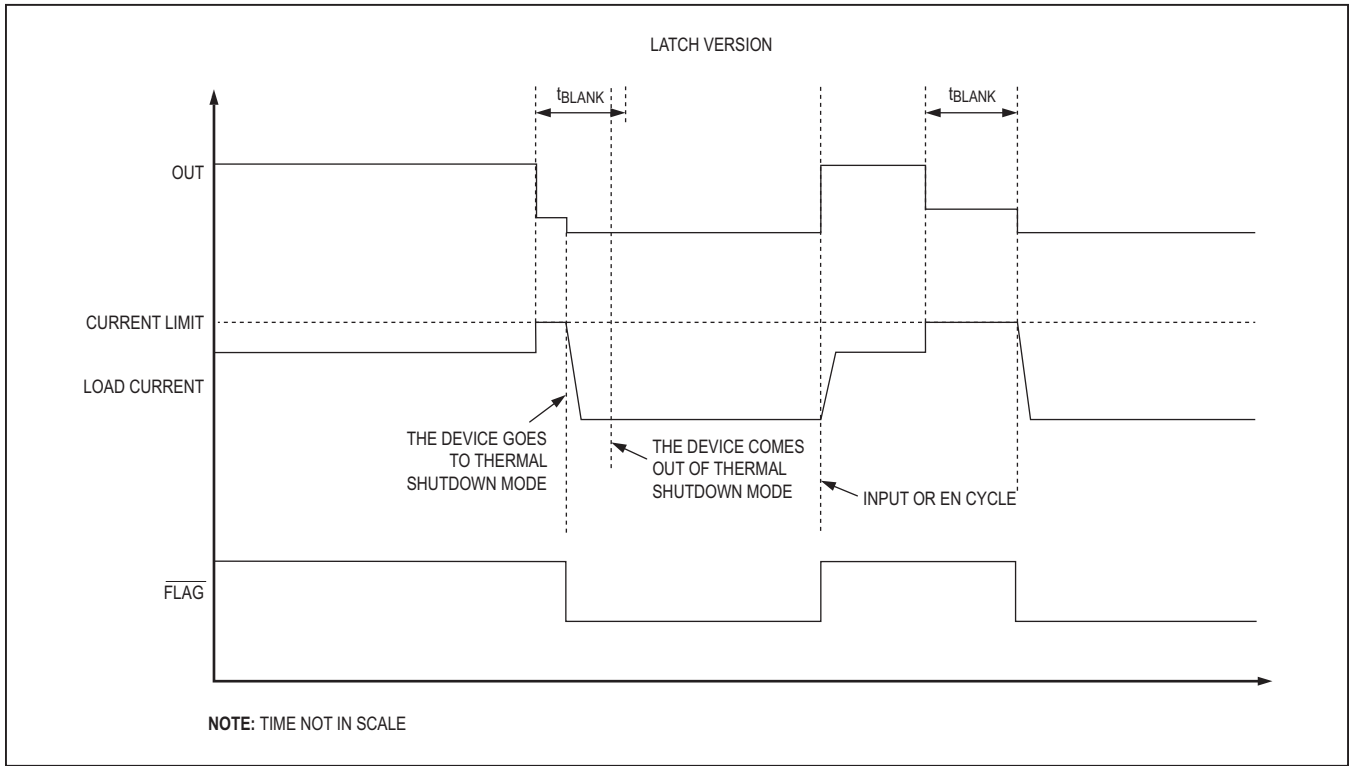 LATCH VERSION
tBLANK
tBLANK
OUT
CURRENT LIMIT
LOAD CURRENT
THE DEVICE GOES
TO THERMAL
SHUTDOWN MODE
THE DEVICE COMES
OUT OF THERMAL
SHUTDOWN MODE
INPUT OR EN CYCLE
FLAG
NOTE: TIME NOT IN SCALE